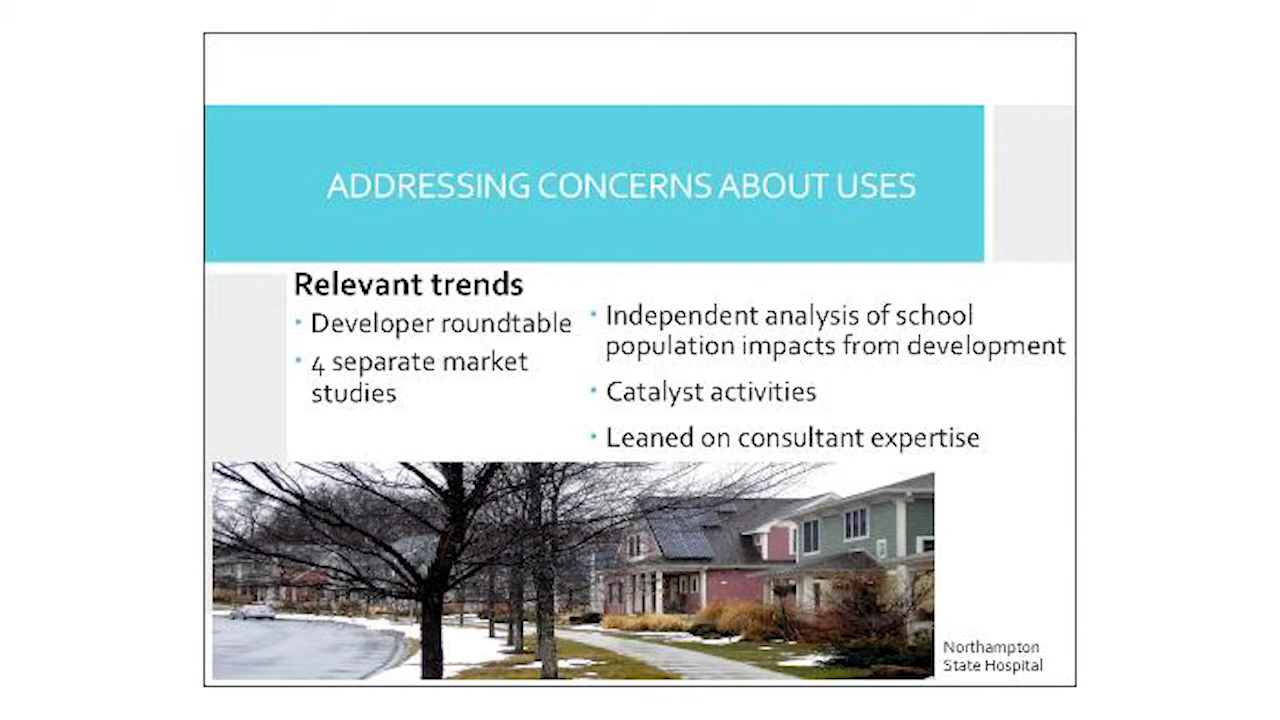 ADDRESSING CONCERNS ABOUT USES
Relevant trends
Developer roundtable
4 separate market
studies
Independent analysis of school
population impacts from development
Catalyst activities
Leaned on consultant expertise
Northampton
State Hospital